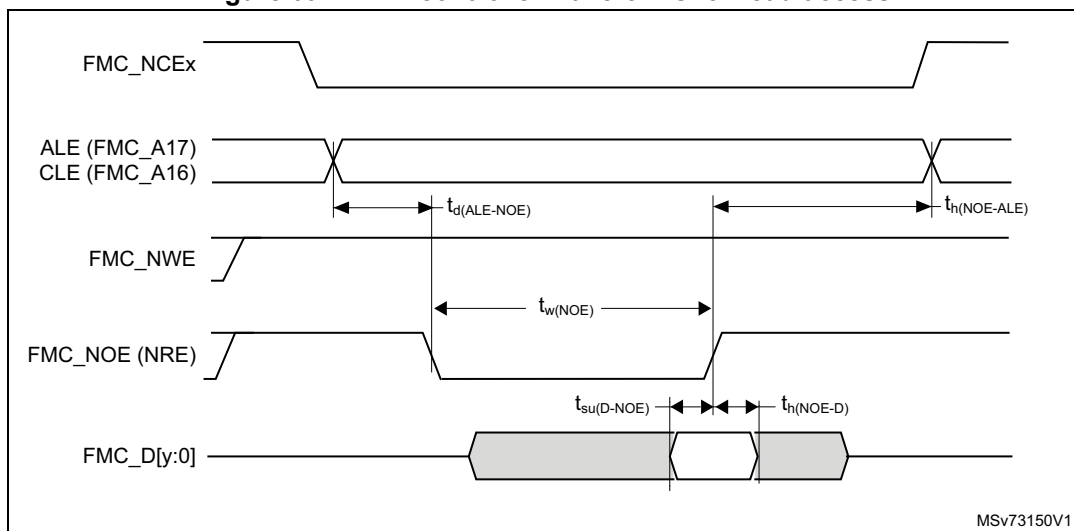 FMC_NCEx
ALE (FMC_A17)
CLE (FMC_A16)
td(ALE-NOE)
th(NOE-ALE)
FMC_NWE
tw(NOE)
FMC_NOE (NRE)
tsu(D-NOE)
th(NOE-D)
FMC_D[y:0]
MSv73150V1